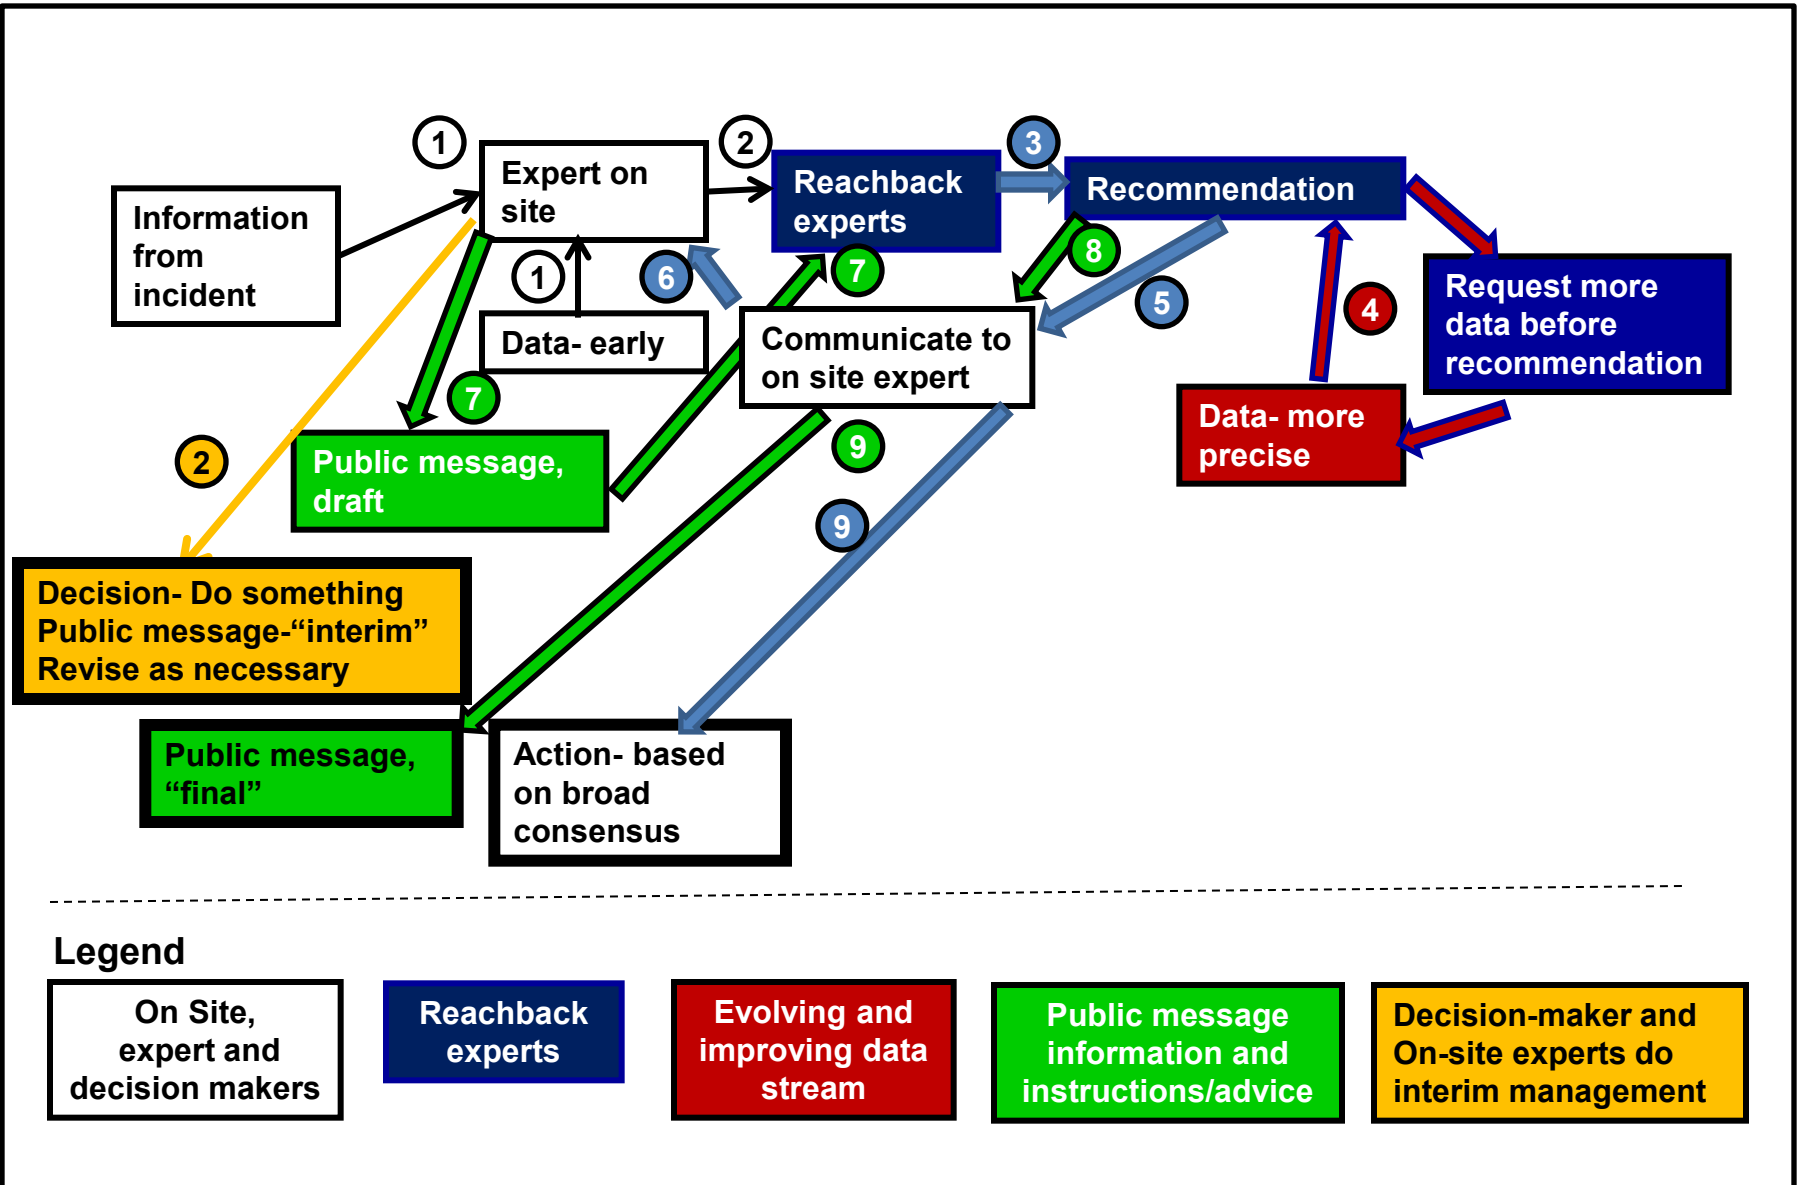 1
2
3
Expert on
site
Reachback
experts
Recommendation
Information
from
incident
1
6
7
8
5
4
Request more
data before
recommendation
Data- early
Communicate to
on site expert
7
Data- more
precise
2
Public message,
draft
9
9
Decision- Do something
Public message-“interim”
Revise as necessary
Public message,
“final”
Action- based
on broad
consensus
Legend
On Site,
expert and
decision makers
Reachback
experts
Evolving and
improving data
stream
Public message
information and
instructions/advice
Decision-maker and
On-site experts do
interim management